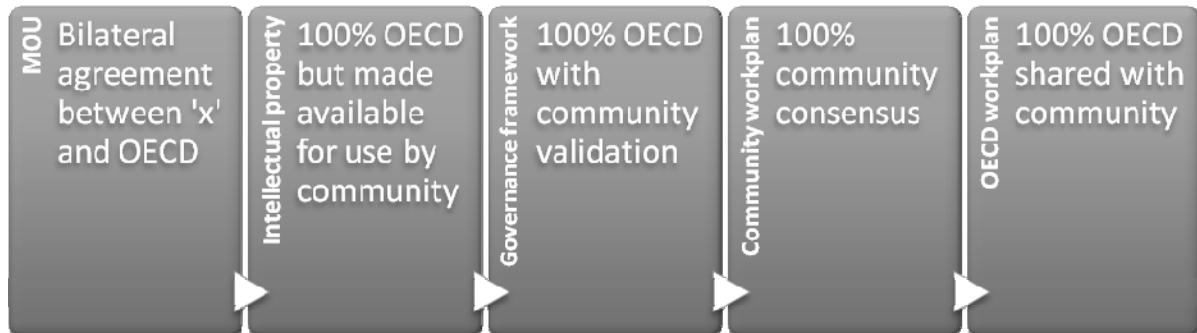 MOU
Bilateral
agreement
between 'x'
and OECD
Intellectual property
100% OECD
but made
available
for use by
community
Governance framework
100% OECD
with
community
validation
Community workplan
100%
community
consensus
OECD workplan
100% OECD
shared with
community